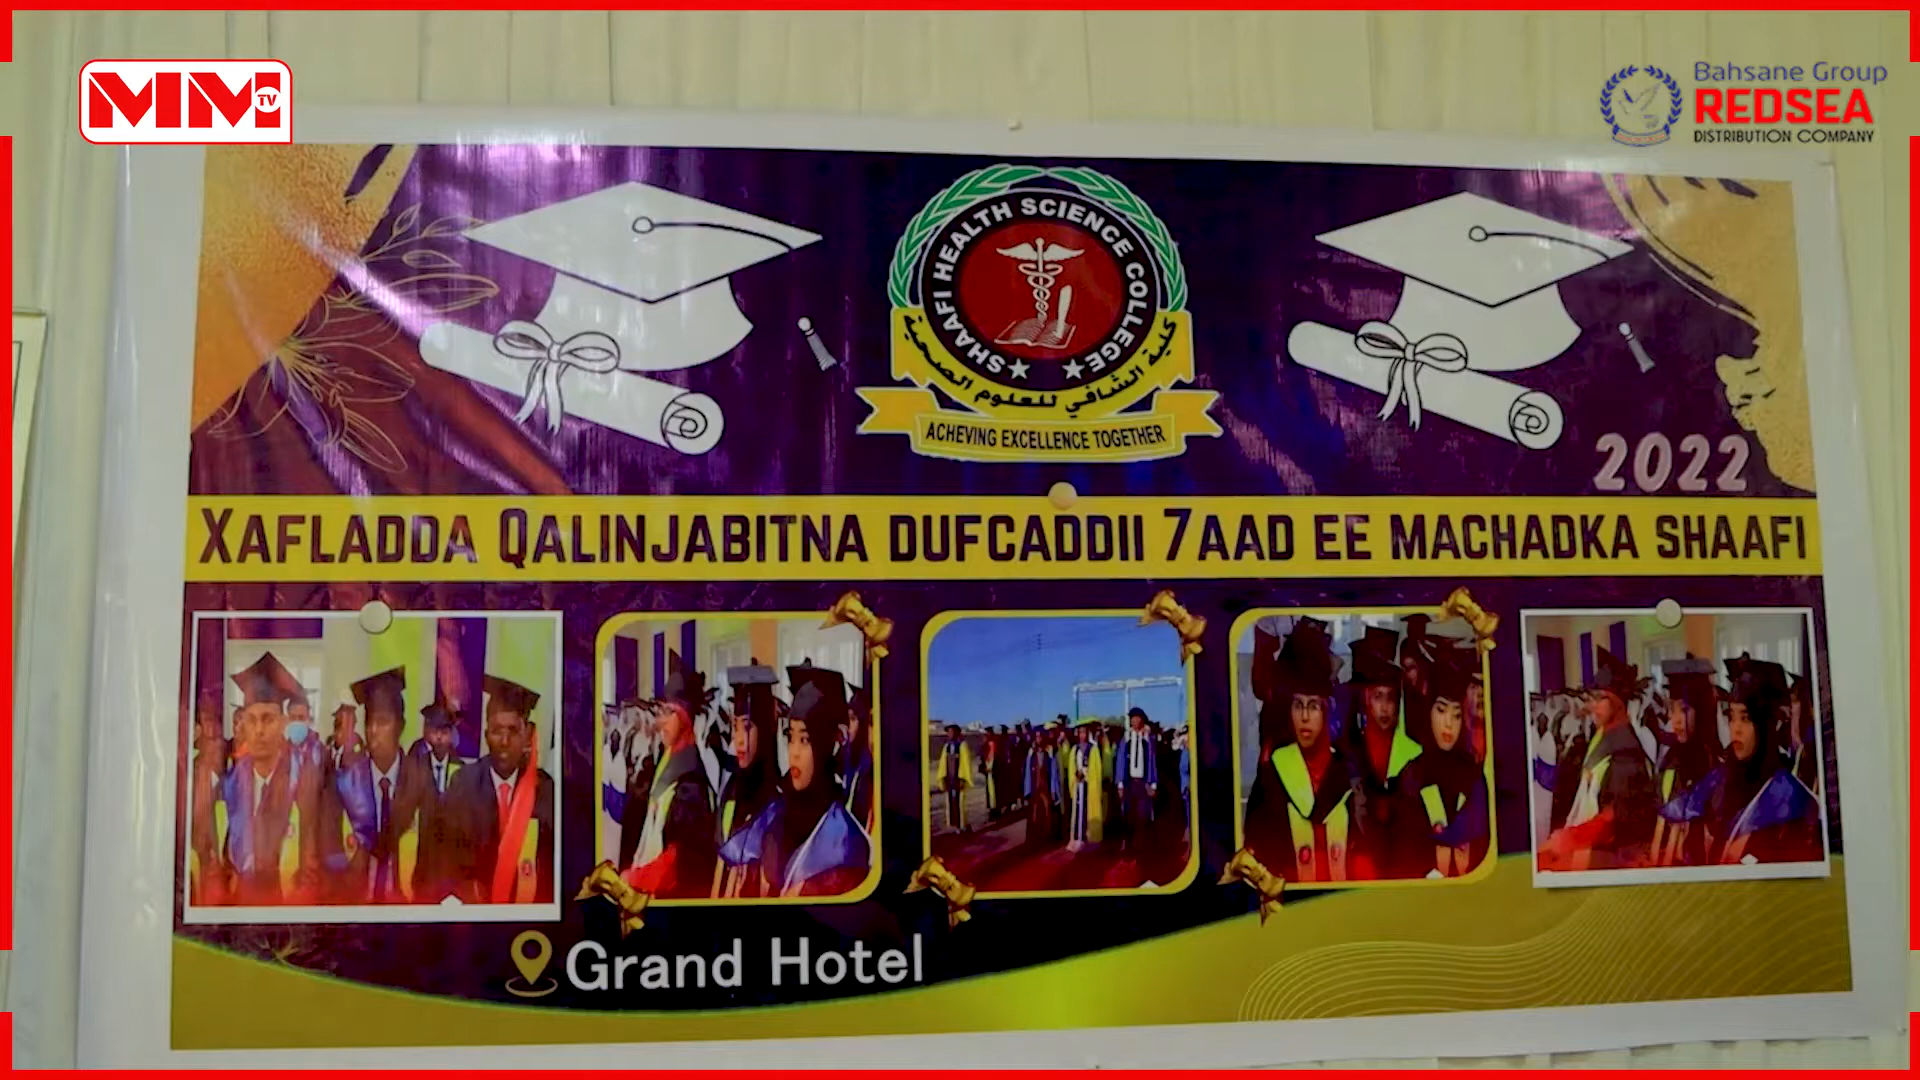 MM TV
Bahsane Group
REDSEA
DISTRIBUTION COMPANY
SHAAFI HEALTH SCIENCE COLLEGE
كلية الشافي للعلوم الصحية
ACHEVING EXCELLENCE TOGETHER
2022
XAFLADDA QALINJABITNA DUFCADDII 7AAD EE MACHADKA SHAAFI
Grand Hotel